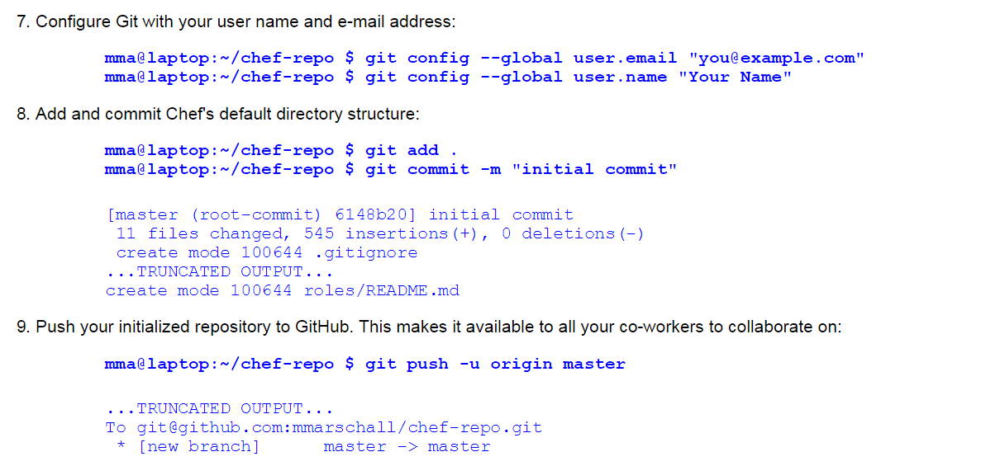 7. Configure Git with your user name and e-mail address:
mma@laptop:~/chef-repo $ git config --global user.email "you@example.com"
mma@laptop:~/chef-repo $ git config --global user.name "Your Name"
8. Add and commit Chef's default directory structure:
mma@laptop:~/chef-repo $ git add .
mma@laptop:~/chef-repo $ git commit -m "initial commit"
[master (root-commit) 6148b20] initial commit
11 files changed, 545 insertions(+), 0 deletions(-)
create mode 100644 .gitignore
...TRUNCATED OUTPUT...
create mode 100644 roles/README.md
9. Push your initialized repository to GitHub. This makes it available to all your co-workers to collaborate on:
mma@laptop:~/chef-repo $ git push -u origin master
...TRUNCATED OUTPUT...
To git@github.com:mmarschall/chef-repo.git
* [new branch] master -> master